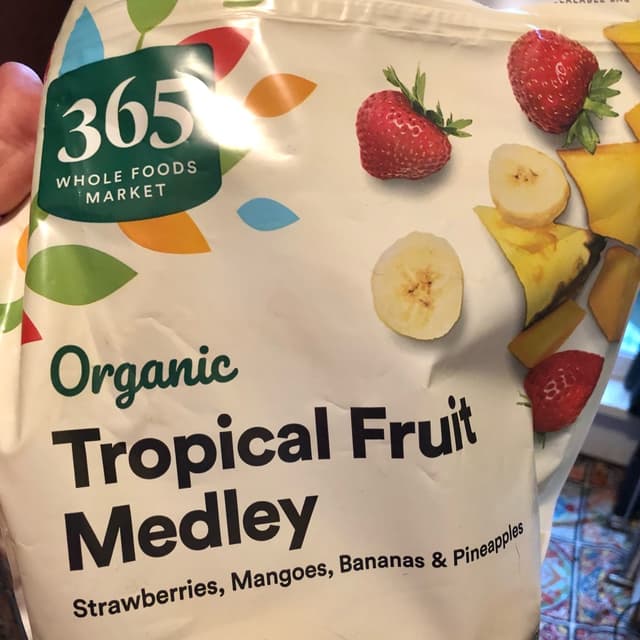 365
WHOLE FOODS
MARKET
Organic
Tropical Fruit
Medley
Strawberries, Mangoes, Bananas & Pineapples